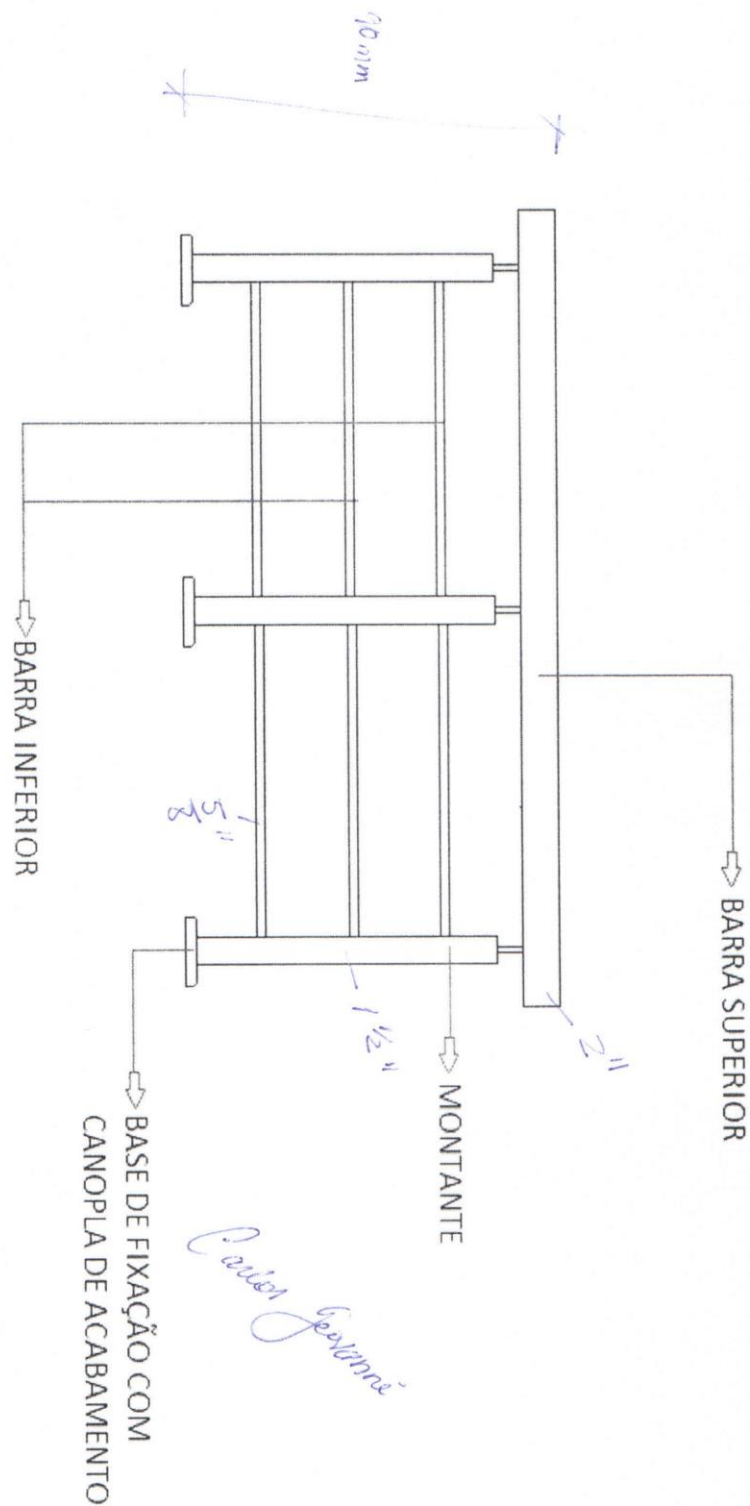 BARRA SUPERIOR
2"
MONTANTE
1 ½"
BASE DE FIXAÇÃO COM
CANOPLA DE ACABAMENTO
5"
8
BARRA INFERIOR
90mm
Carlos